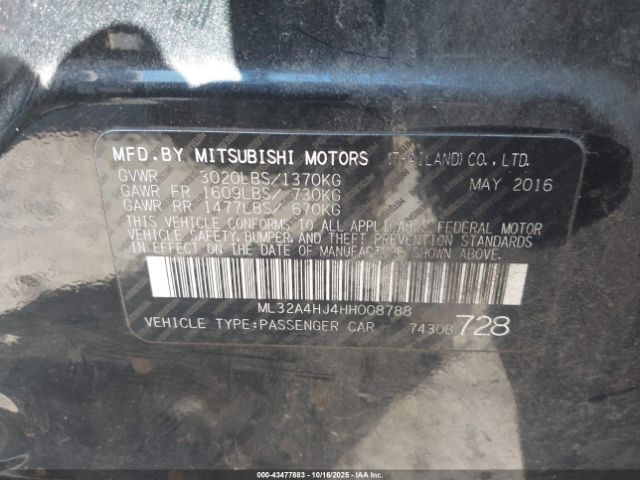 MFD.BY MITSUBISHI MOTORS (THAILAND) CO., LTD.
GVWR 3020LBS/1370KG MAY 2016
GAWR FR 1609LBS/ 730KG
GAWR RR 1477LBS/ 670KG
THIS VEHICLE CONFORMS TO ALL APPLICABLE FEDERAL MOTOR
VEHICLE SAFETY, BUMPER, AND THEFT PREVENTION STANDARDS
IN EFFECT ON THE DATE OF MANUFACTURE SHOWN ABOVE.
ML32A4HJ4HH008788
VEHICLE TYPE:PASSENGER CAR 7430B 728
000-43477883 - 10/16/2025 - Copyright © IAA, LLC